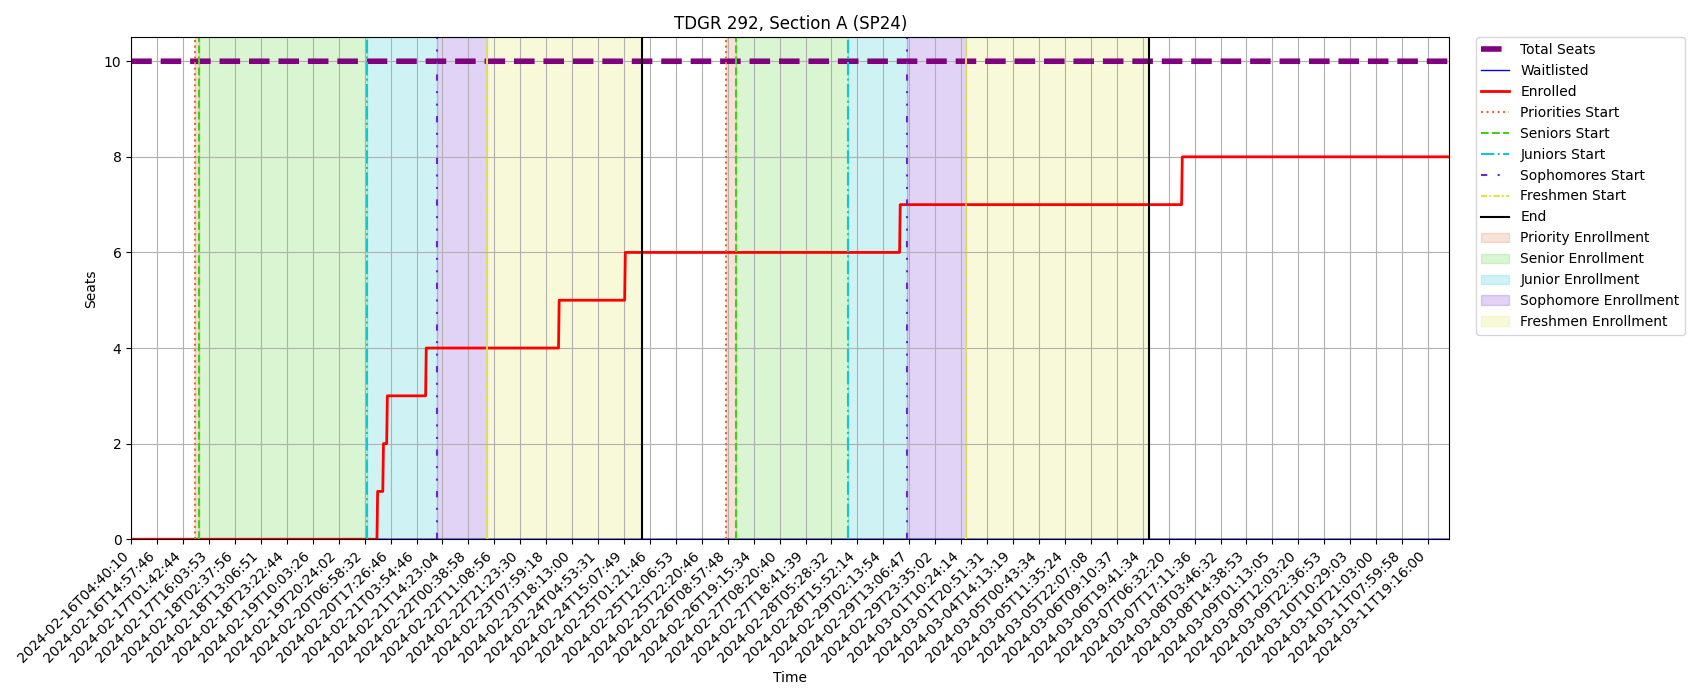 TDGR 292, Section A (SP24)
Seats
10
8
6
4
2
0
2024-02-16T04:40:10
2024-02-16T14:57:46
2024-02-17T01:42:44
2024-02-17T16:03:53
2024-02-18T02:37:56
2024-02-18T13:06:51
2024-02-18T23:22:44
2024-02-19T10:03:26
2024-02-19T20:24:02
2024-02-20T06:58:32
2024-02-20T17:26:46
2024-02-21T03:54:46
2024-02-21T14:23:04
2024-02-22T00:38:58
2024-02-22T11:08:56
2024-02-22T21:23:30
2024-02-23T07:59:18
2024-02-23T18:13:00
2024-02-24T04:53:31
2024-02-24T15:07:49
2024-02-25T01:21:46
2024-02-25T12:06:53
2024-02-25T22:20:46
2024-02-26T08:57:48
2024-02-26T19:15:34
2024-02-27T08:20:40
2024-02-27T18:41:39
2024-02-28T05:28:32
2024-02-28T15:52:14
2024-02-29T02:13:54
2024-02-29T13:06:47
2024-02-29T23:35:02
2024-03-01T10:24:14
2024-03-01T20:51:31
2024-03-04T14:13:19
2024-03-05T00:43:34
2024-03-05T11:35:24
2024-03-05T22:07:08
2024-03-06T09:10:37
2024-03-06T19:41:34
2024-03-07T06:32:20
2024-03-07T17:11:36
2024-03-08T03:46:32
2024-03-08T14:38:53
2024-03-09T01:13:05
2024-03-09T12:03:20
2024-03-09T22:36:53
2024-03-10T10:29:03
2024-03-10T21:03:00
2024-03-11T07:59:58
2024-03-11T19:16:00
Time
Total Seats
Waitlisted
Enrolled
Priorities Start
Seniors Start
Juniors Start
Sophomores Start
Freshmen Start
End
Priority Enrollment
Senior Enrollment
Junior Enrollment
Sophomore Enrollment
Freshmen Enrollment